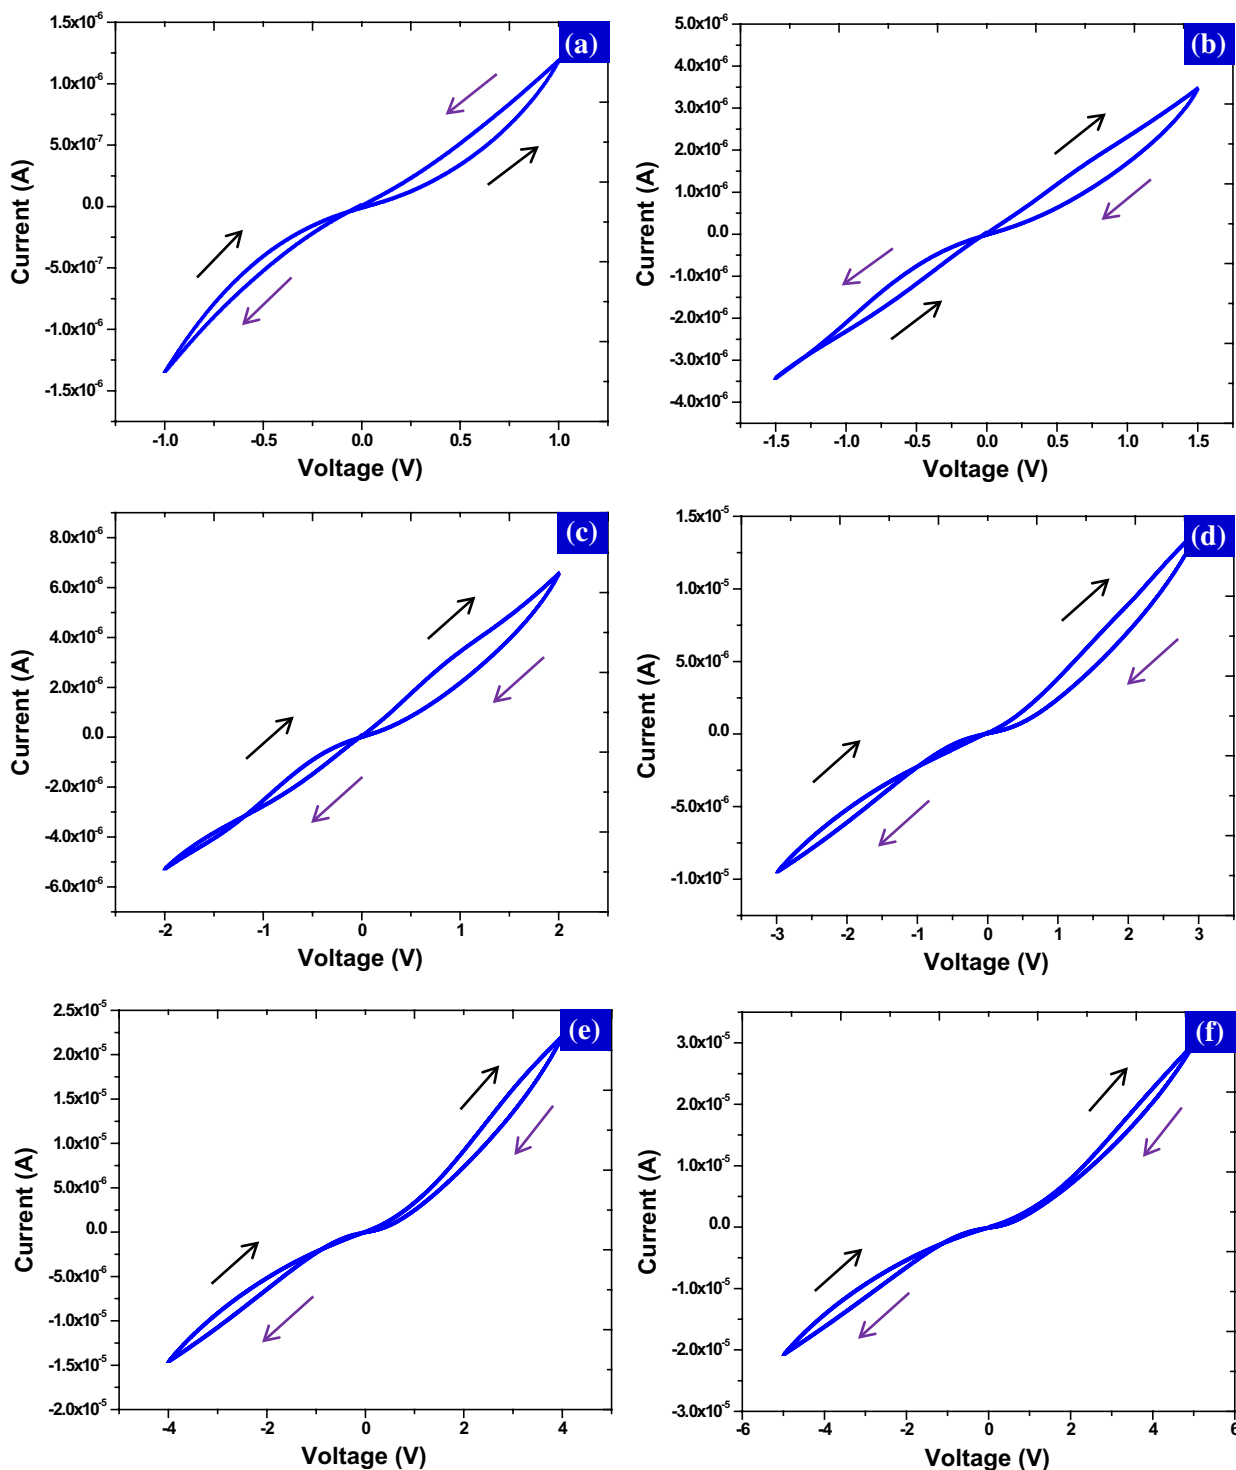 (a)
1.5x10⁻⁶
1.0x10⁻⁶
5.0x10⁻⁷
0.0
-5.0x10⁻⁷
-1.0x10⁻⁶
-1.5x10⁻⁶
Current (A)
-1.0 -0.5 0.0 0.5 1.0
Voltage (V)
(b)
5.0x10⁻⁶
4.0x10⁻⁶
3.0x10⁻⁶
2.0x10⁻⁶
1.0x10⁻⁶
0.0
-1.0x10⁻⁶
-2.0x10⁻⁶
-3.0x10⁻⁶
-4.0x10⁻⁶
Current (A)
-1.5 -1.0 -0.5 0.0 0.5 1.0 1.5
Voltage (V)
(c)
8.0x10⁻⁶
6.0x10⁻⁶
4.0x10⁻⁶
2.0x10⁻⁶
0.0
-2.0x10⁻⁶
-4.0x10⁻⁶
-6.0x10⁻⁶
Current (A)
-2 -1 0 1 2
Voltage (V)
(d)
1.5x10⁻⁵
1.0x10⁻⁵
5.0x10⁻⁶
0.0
-5.0x10⁻⁶
-1.0x10⁻⁵
Current (A)
-3 -2 -1 0 1 2 3
Voltage (V)
(e)
2.5x10⁻⁵
2.0x10⁻⁵
1.5x10⁻⁵
1.0x10⁻⁵
5.0x10⁻⁶
0.0
-5.0x10⁻⁶
-1.0x10⁻⁵
-1.5x10⁻⁵
-2.0x10⁻⁵
Current (A)
-4 -2 0 2 4
Voltage (V)
(f)
3.0x10⁻⁵
2.0x10⁻⁵
1.0x10⁻⁵
0.0
-1.0x10⁻⁵
-2.0x10⁻⁵
-3.0x10⁻⁵
Current (A)
-6 -4 -2 0 2 4 6
Voltage (V)